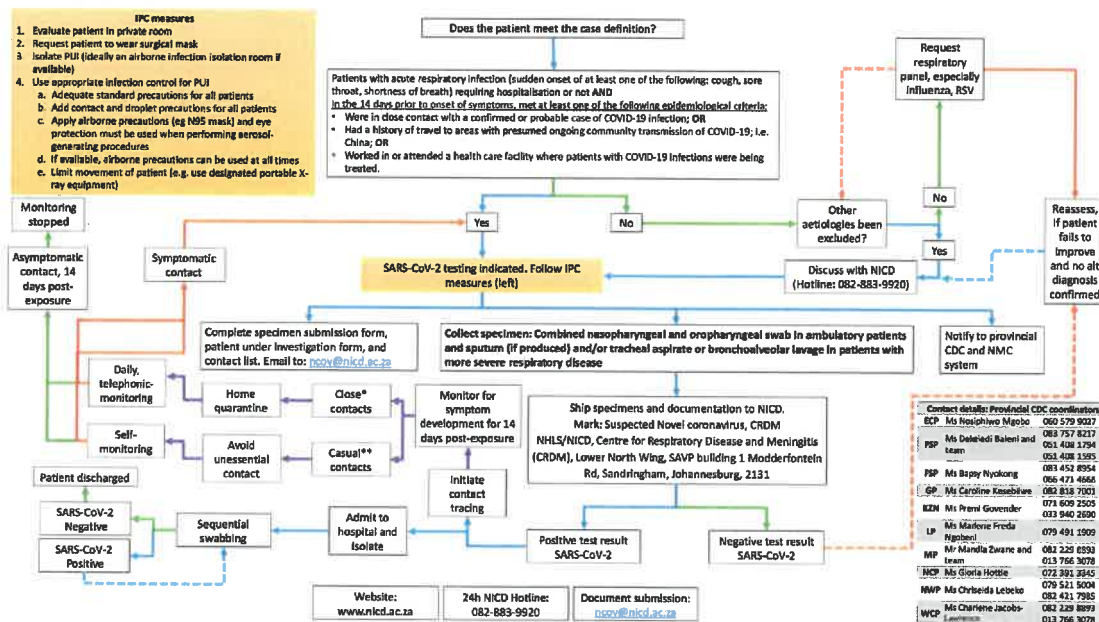 IPC measures
1. Evaluate patient in private room
2. Request patient to wear surgical mask
3 Isolate PUI (ideally an airborne infection isolation room if
available)
4. Use appropriate infection control for PUI
a. Adequate standard precautions for all patients
b. Add contact and droplet precautions for all patients
c. Apply airborne precautions (eg N95 mask) and eye
protection must be used when performing aerosol-
generating procedures
d. If available, airborne precautions can be used at all times
e. Limit movement of patient (e.g. use designated portable X-
ray equipment)
Does the patient meet the case definition?
Patients with acute respiratory infection (sudden onset of at least one of the following: cough, sore
throat, shortness of breath) requiring hospitalisation or not AND
In the 14 days prior to onset of symptoms, met at least one of the following epidemiological criteria:
• Were in close contact with a confirmed or probable case of COVID-19 infection; OR
• Had a history of travel to areas with presumed ongoing community transmission of COVID-19; i.e.
China; OR
• Worked in or attended a health care facility where patients with COVID-19 infections were being
treated.
Request
respiratory
panel, especially
influenza, RSV
Yes
No
Other
aetiologies been
excluded?
No
Yes
Reassess,
if patient
fails to
improve
and no alt
diagnosis
confirmed
Discuss with NICD
(Hotline: 082-883-9920)
SARS-CoV-2 testing indicated. Follow IPC
measures (left)
Monitoring
stopped
Asymptomatic
contact, 14
days post-
exposure
Symptomatic
contact
Complete specimen submission form,
patient under investigation form, and
contact list. Email to: ncov@nicd.ac.za
Collect specimen: Combined nasopharyngeal and oropharyngeal swab in ambulatory patients
and sputum (if produced) and/or tracheal aspirate or bronchoalveolar lavage in patients with
more severe respiratory disease
Notify to provincial
CDC and NMC
system
Daily,
telephonic-
monitoring
Home
quarantine
Close*
contacts
Monitor for
symptom
development for 14
days post-exposure
Self-
monitoring
Avoid
unessential
contact
Casual**
contacts
Ship specimens and documentation to NICD.
Mark: Suspected Novel coronavirus, CRDM
NHLS/NICD, Centre for Respiratory Disease and Meningitis
(CRDM), Lower North Wing, SAVP building 1 Modderfontein
Rd, Sandringham, Johannesburg, 2131
Initiate
contact
tracing
Patient discharged
SARS-CoV-2
Negative
SARS-CoV-2
Positive
Sequential
swabbing
Admit to
hospital and
isolate
Positive test result
SARS-CoV-2
Negative test result
SARS-CoV-2
Website:
www.nicd.ac.za
24h NICD Hotline:
082-883-9920
Document submission:
ncov@nicd.ac.za
Contact details: Provincial CDC coordinators
ECP Ms Nosiphiwo Mgobo 060 579 9027
FSP Ms Dekeledi Baleni and team 083 757 8217
051 408 1794
051 408 1595
FSP Ms Bapsy Nyokong 083 452 8954
066 471 4668
GP Ms Caroline Kesebilwe 082 818 7001
KZN Ms Premi Govender 071 609 2505
033 940 2690
LP Ms Marlene Freda Ngobeni 079 491 1909
MP Mr Mandla Zwane and team 082 229 8893
013 766 3078
NCP Ms Gloria Hottie 072 391 3345
NWP Ms Chriseida Lebeko 079 521 5004
082 421 7985
WCP Ms Charlene Jacobs- 082 229 8893
013 766 3078